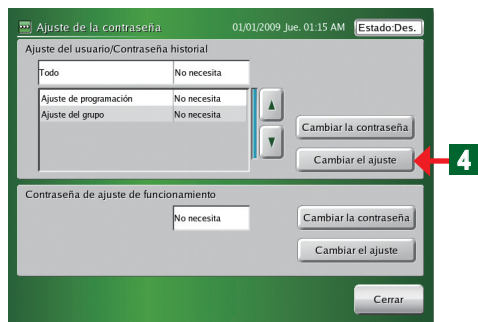 Ajuste de la contraseña 01/01/2009 Jue. 01:15 AM Estado:Des.
Ajuste del usuario/Contraseña historial
Todo No necesita
Ajuste de programación No necesita
Ajuste del grupo No necesita
Cambiar la contraseña
Cambiar el ajuste 4
Contraseña de ajuste de funcionamiento
No necesita Cambiar la contraseña
Cambiar el ajuste
Cerrar